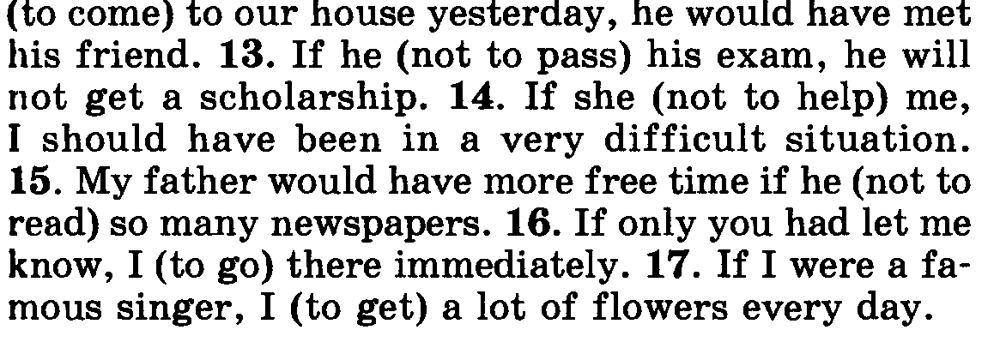 (to come) to our house yesterday, he would have met
his friend. 13. If he (not to pass) his exam, he will
not get a scholarship. 14. If she (not to help) me,
I should have been in a very difficult situation.
15. My father would have more free time if he (not to
read) so many newspapers. 16. If only you had let me
know, I (to go) there immediately. 17. If I were a fa-
mous singer, I (to get) a lot of flowers every day.